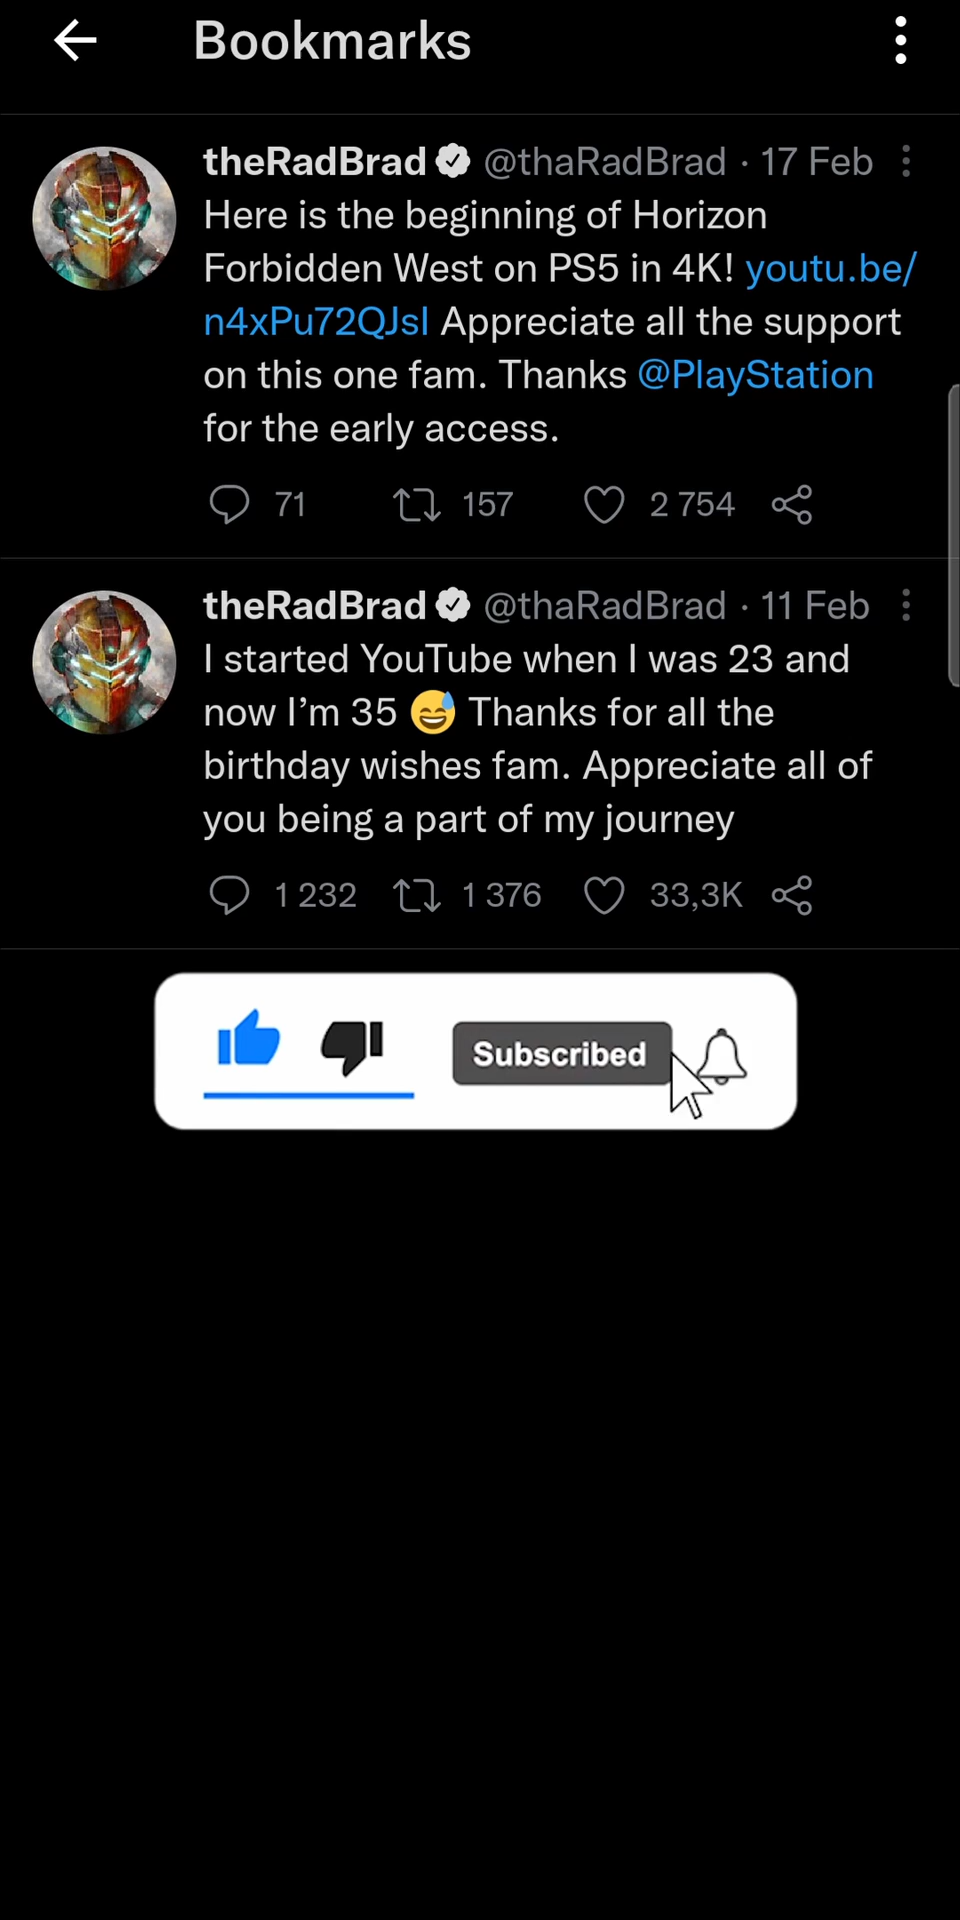 Bookmarks
theRadBrad @thaRadBrad · 17 Feb
Here is the beginning of Horizon
Forbidden West on PS5 in 4K! youtu.be/
n4xPu72QJsI Appreciate all the support
on this one fam. Thanks @PlayStation
for the early access.
71 157 2 754
theRadBrad @thaRadBrad · 11 Feb
I started YouTube when I was 23 and
now I’m 35 😅 Thanks for all the
birthday wishes fam. Appreciate all of
you being a part of my journey
1 232 1 376 33,3K
Subscribed